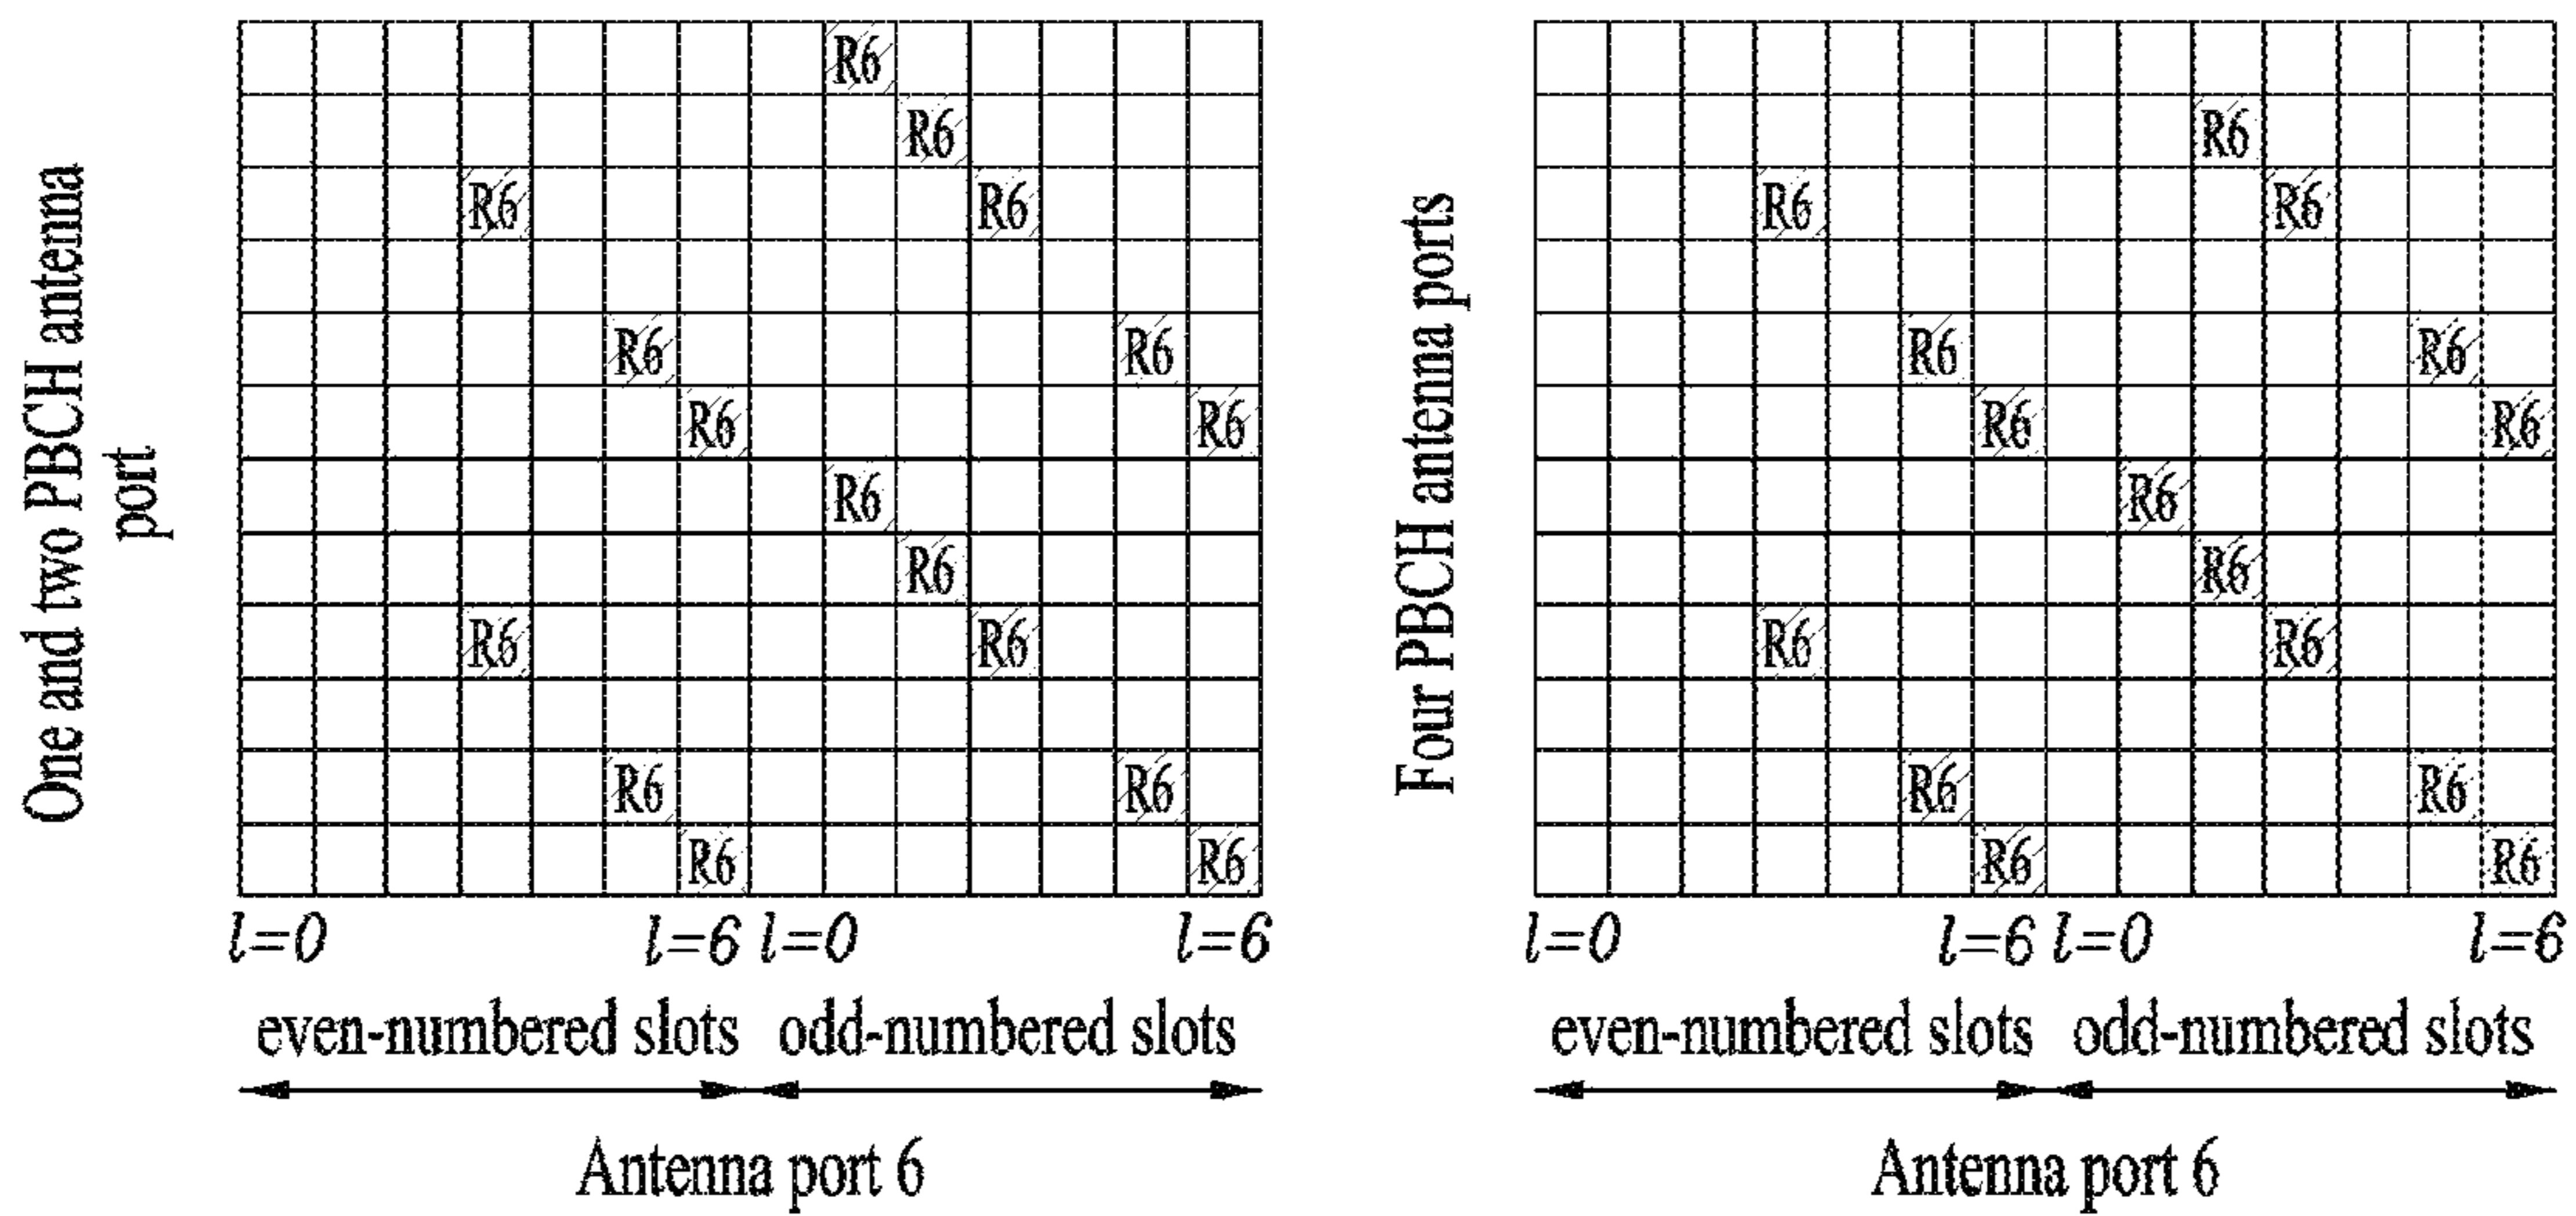 One and two PBCH antenna
port
R6
R6
R6 R6
R6 R6
R6 R6
R6
R6
R6 R6
R6 R6
R6 R6
l=0 l=6 l=0 l=6
even-numbered slots odd-numbered slots
Antenna port 6
Four PBCH antenna ports
R6
R6 R6
R6 R6
R6 R6
R6
R6
R6 R6
R6 R6
R6 R6
l=0 l=6 l=0 l=6
even-numbered slots odd-numbered slots
Antenna port 6